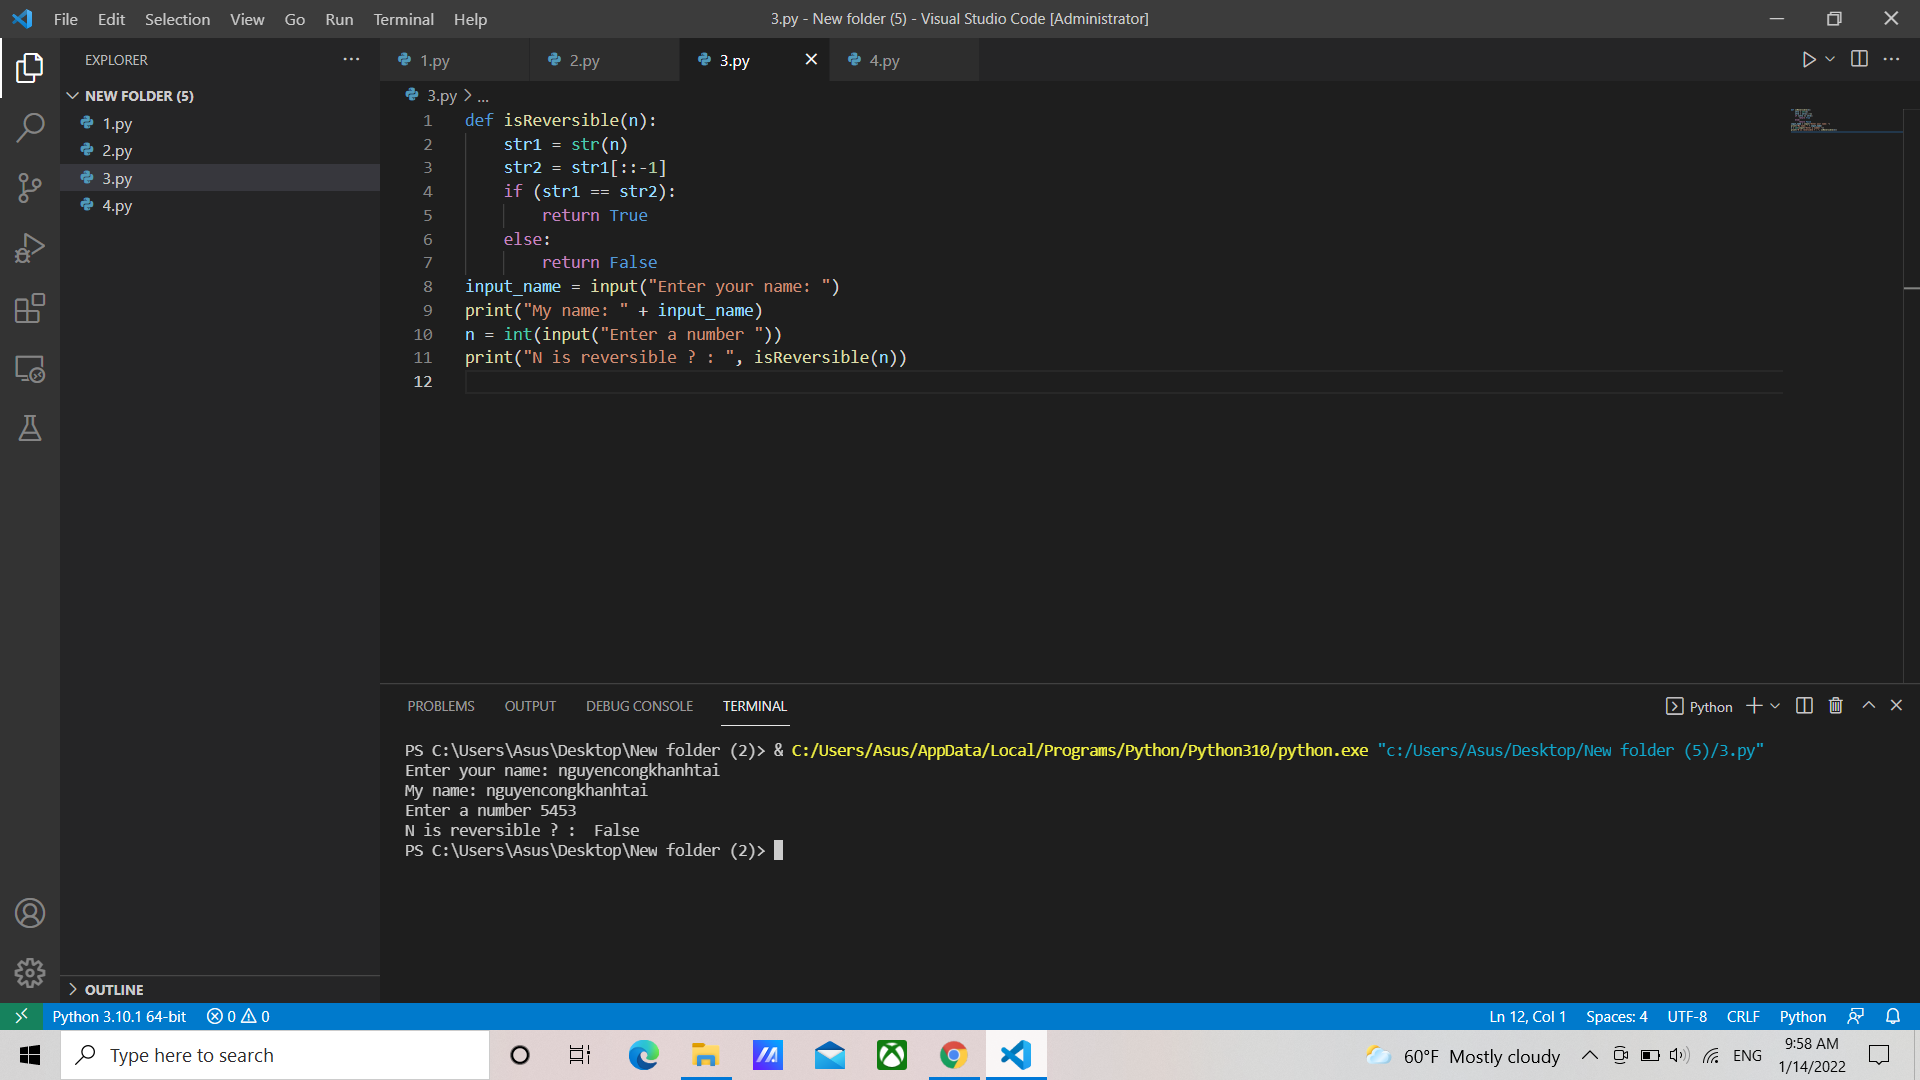 File Edit Selection View Go Run Terminal Help
3.py - New folder (5) - Visual Studio Code [Administrator]
EXPLORER
NEW FOLDER (5)
1.py
2.py
3.py
4.py
OUTLINE
1.py 2.py 3.py 4.py
3.py > ...
1 def isReversible(n):
2 str1 = str(n)
3 str2 = str1[::-1]
4 if (str1 == str2):
5 return True
6 else:
7 return False
8 input_name = input("Enter your name: ")
9 print("My name: " + input_name)
10 n = int(input("Enter a number "))
11 print("N is reversible ? : ", isReversible(n))
12
PROBLEMS OUTPUT DEBUG CONSOLE TERMINAL
Python
PS C:\Users\Asus\Desktop\New folder (2)> & C:/Users/Asus/AppData/Local/Programs/Python/Python310/python.exe "c:/Users/Asus/Desktop/New folder (5)/3.py"
Enter your name: nguyencongkhanhtai
My name: nguyencongkhanhtai
Enter a number 5453
N is reversible ? :  False
PS C:\Users\Asus\Desktop\New folder (2)>
Python 3.10.1 64-bit 0 0
Ln 12, Col 1 Spaces: 4 UTF-8 CRLF Python
Type here to search
60°F Mostly cloudy
ENG
9:58 AM
1/14/2022